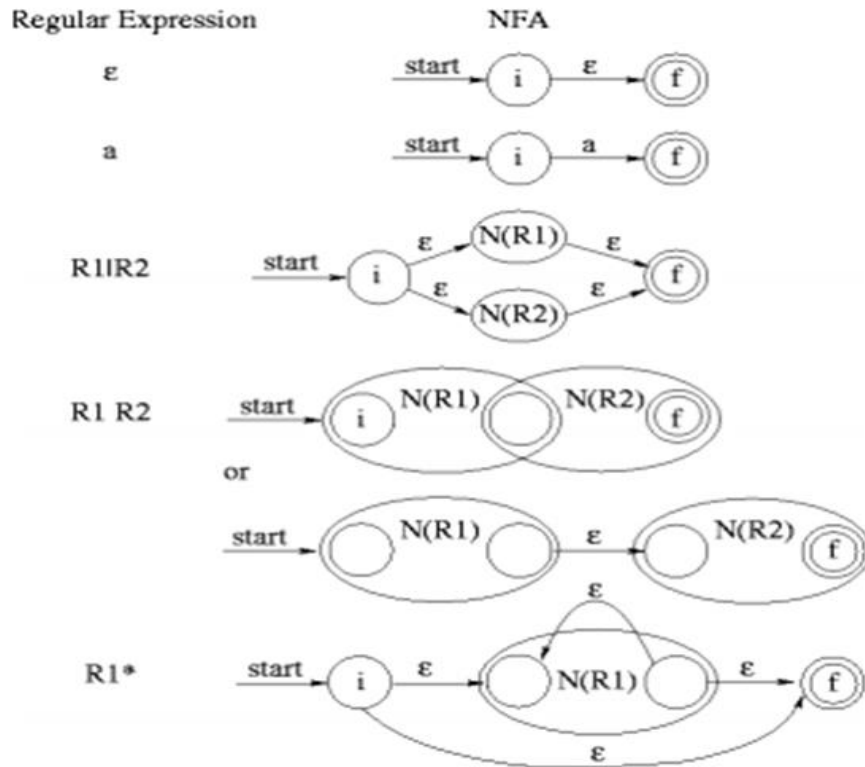 Regular Expression NFA
ε start i ε f
a start i a f
R1|R2 start i ε N(R1) ε f
ε N(R2) ε
R1 R2 start i N(R1) N(R2) f
or
start N(R1) ε N(R2) f
ε
R1* start i ε N(R1) ε f
ε